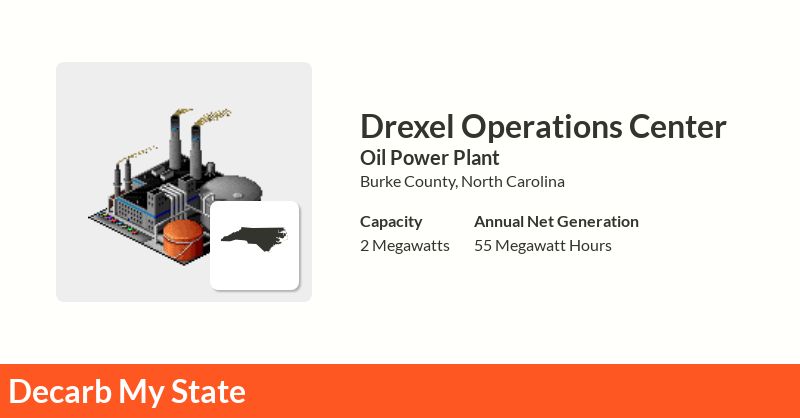 Drexel Operations Center
Oil Power Plant
Burke County, North Carolina
Capacity
Annual Net Generation
2 Megawatts
55 Megawatt Hours
Decarb My State